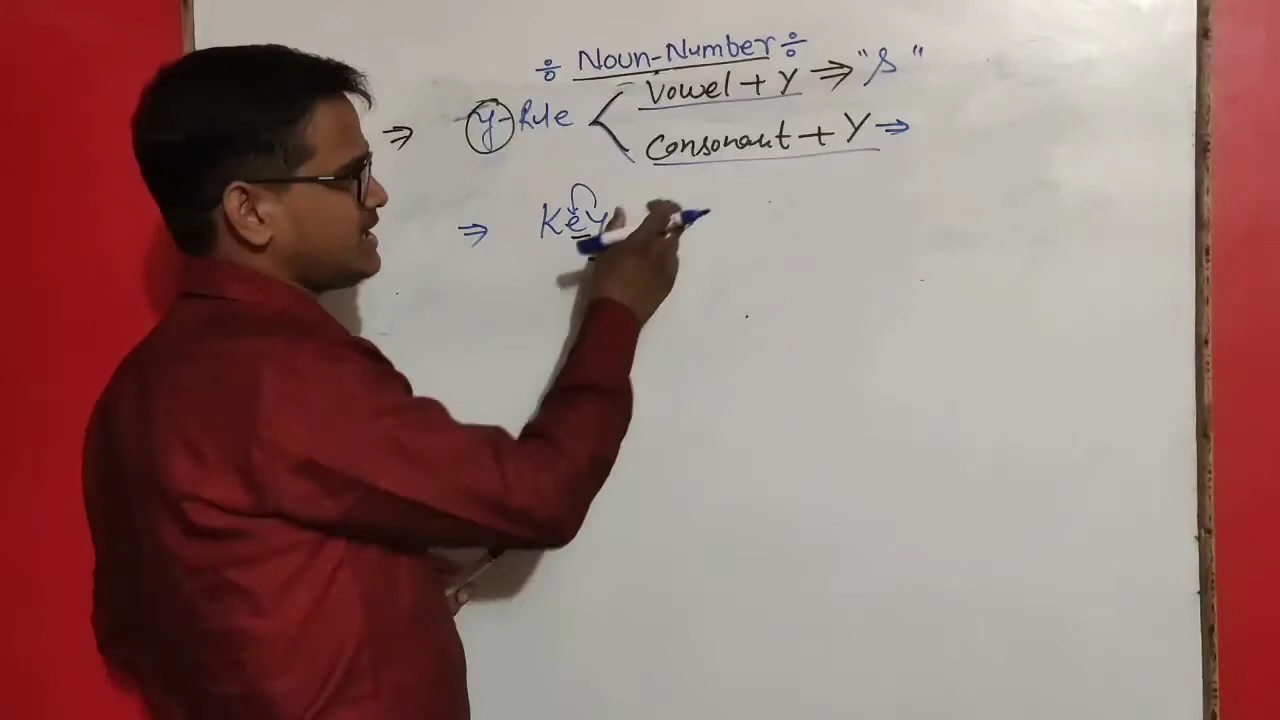 ÷ Noun-Number ÷
⇒ y-Rule < Vowel + Y ⇒ "S"
Consonant + Y ⇒
⇒ Key